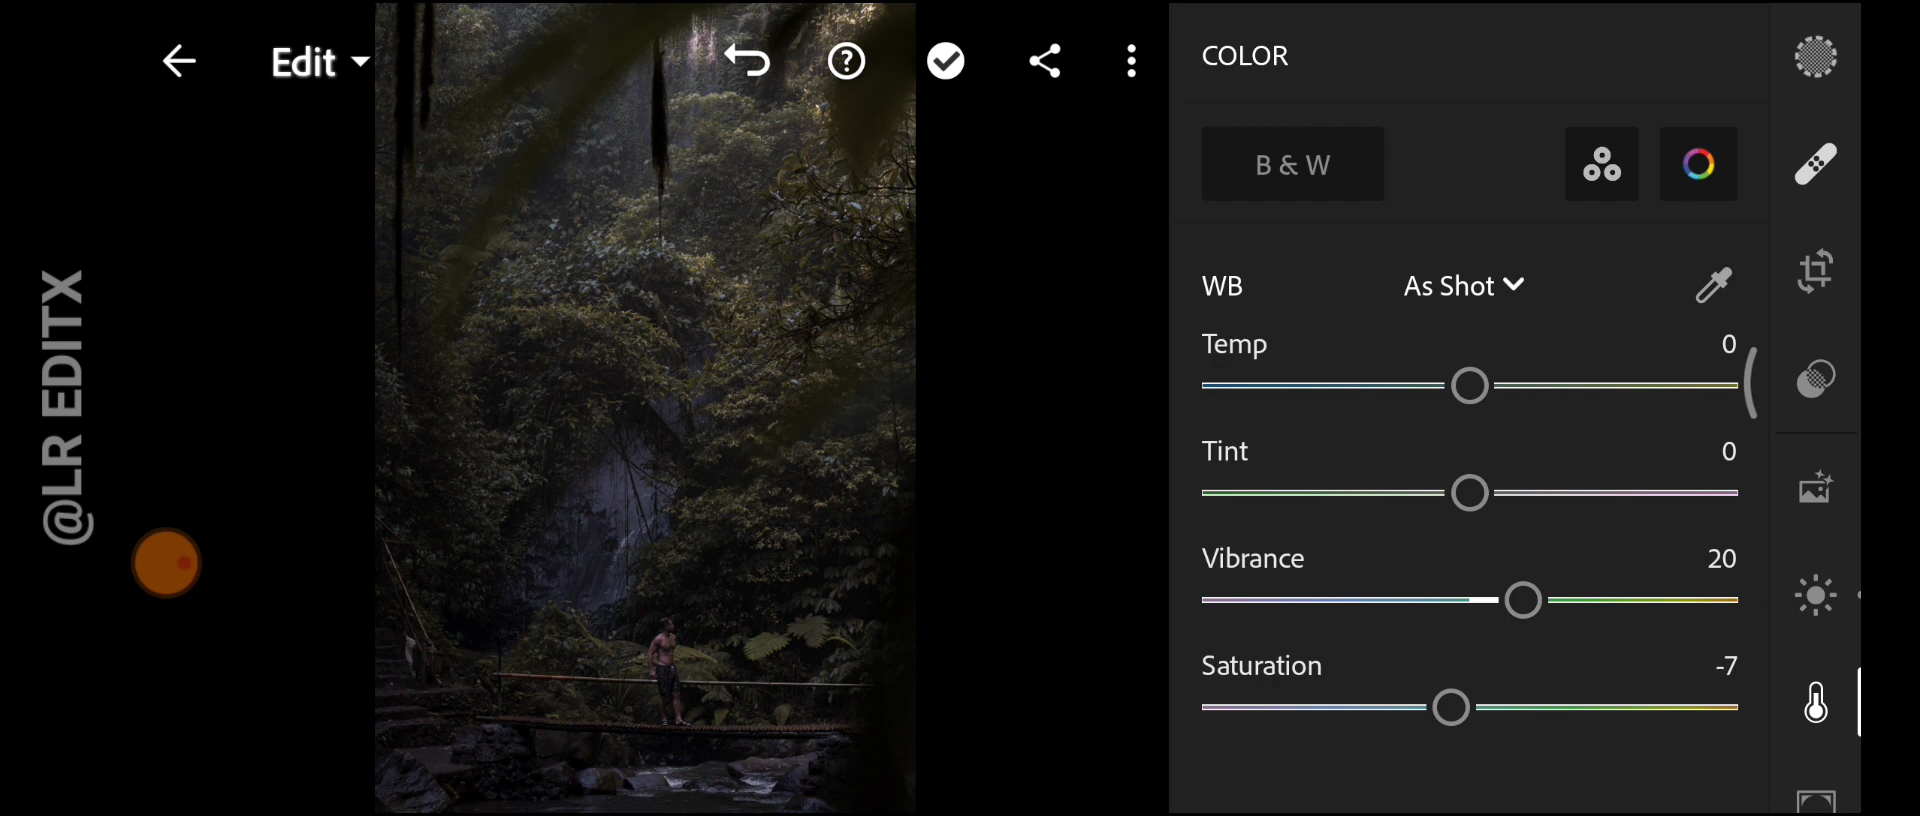 Edit
COLOR
B & W
WB
As Shot
Temp
0
Tint
0
Vibrance
20
Saturation
-7
@LR EDITX